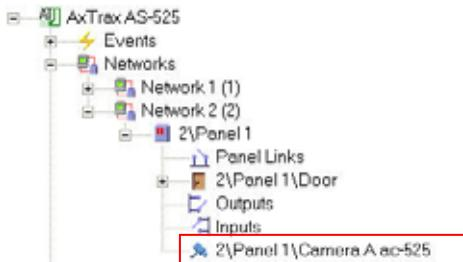 AxTrax AS-525
Events
Networks
Network 1 (1)
Network 2 (2)
2\Panel 1
Panel Links
2\Panel 1\Door
Outputs
Inputs
2\Panel 1\Camera A ac-525